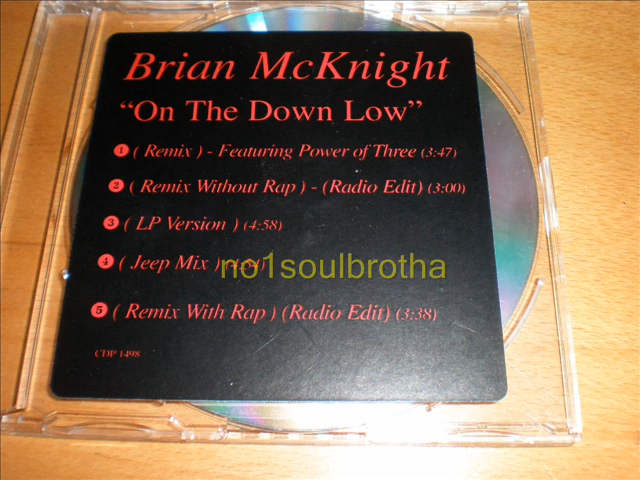 Brian McKnight
“On The Down Low”
1 ( Remix ) - Featuring Power of Three (3:47)
2 ( Remix Without Rap ) - (Radio Edit) (3:00)
3 ( LP Version ) (4:58)
4 ( Jeep Mix )
no1soulbrotha
5 ( Remix With Rap ) (Radio Edit) (3:38)
CDP 1498